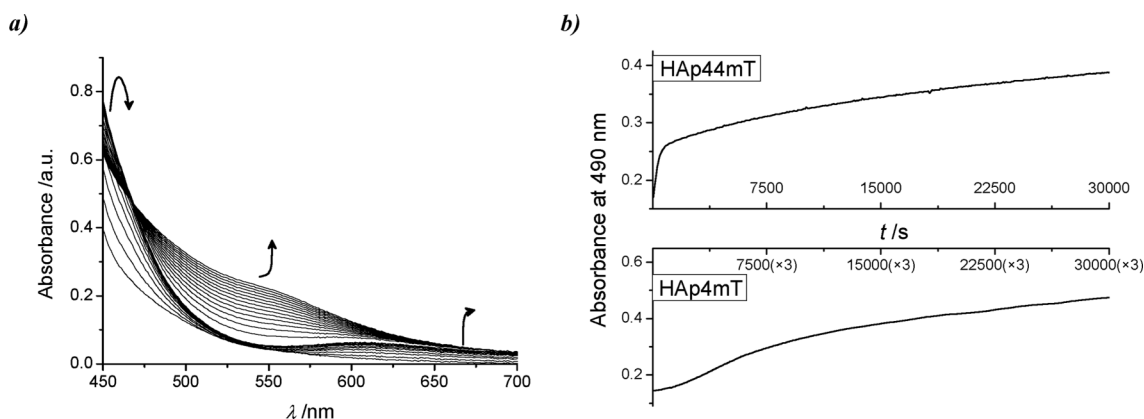 a)
0.8
0.6
0.4
0.2
0.0
Absorbance /a.u.
450 500 550 600 650 700
λ /nm
b)
HAp44mT
0.4
0.3
0.2
7500 15000 22500 30000
t /s
Absorbance at 490 nm
7500(×3) 15000(×3) 22500(×3) 30000(×3)
HAp4mT
0.6
0.4
0.2